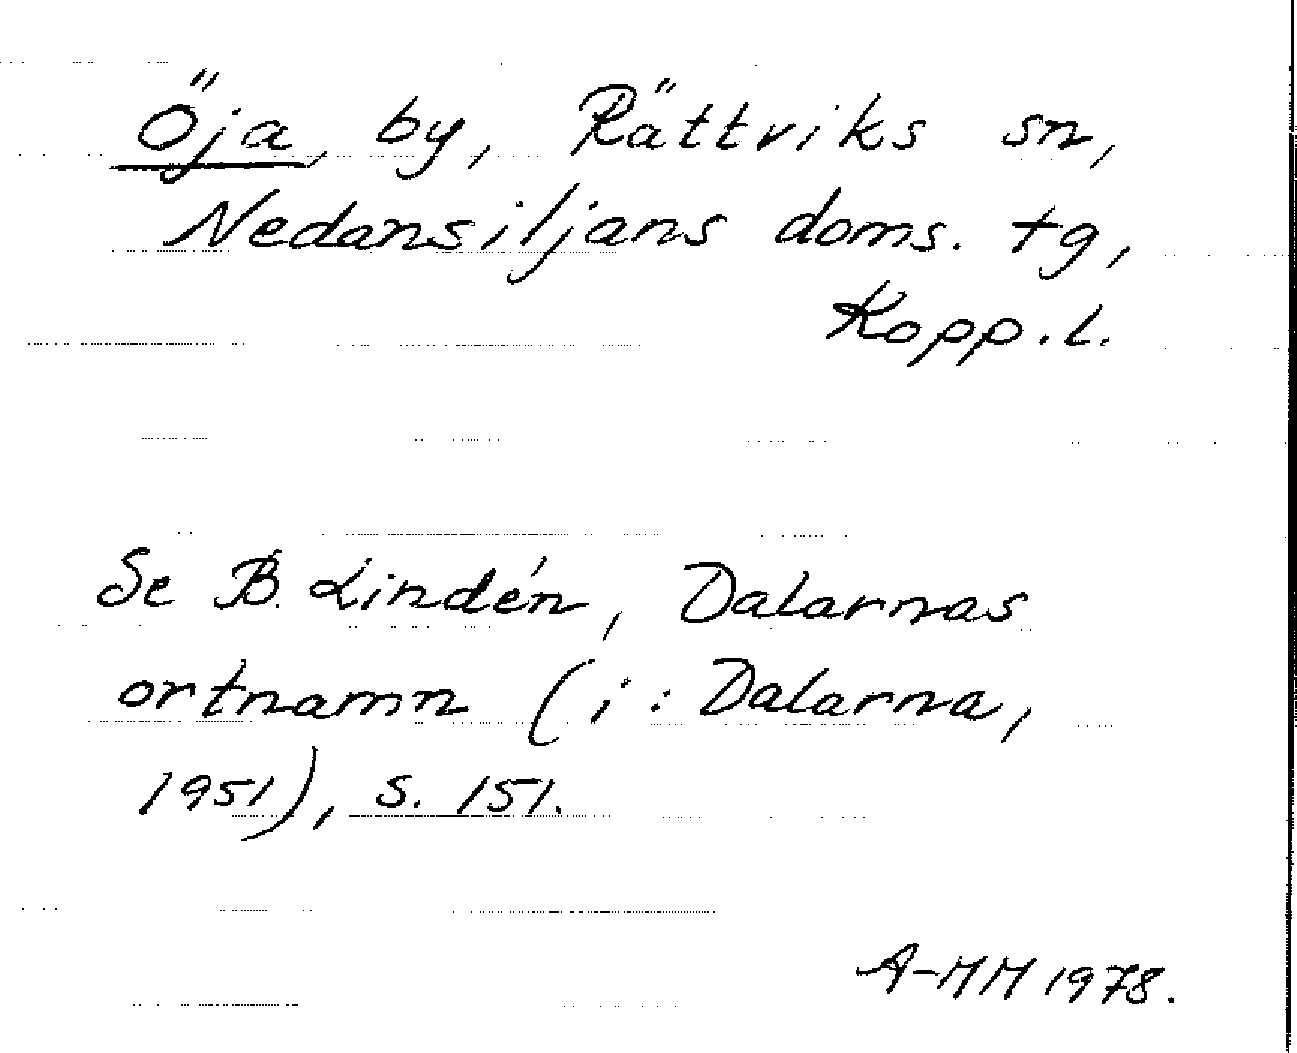 Öja, by, Rättviks sn,
Nedansiljans doms. tg,
Kopp. l.
Se B. Lindén, Dalarnas
ortnamn (i: Dalarna,
1951), s. 151.
A-MM 1978.